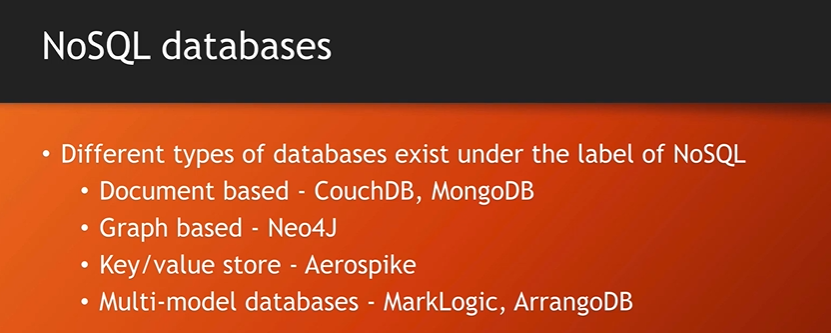 NoSQL databases
• Different types of databases exist under the label of NoSQL
• Document based - CouchDB, MongoDB
• Graph based - Neo4J
• Key/value store - Aerospike
• Multi-model databases - MarkLogic, ArrangoDB